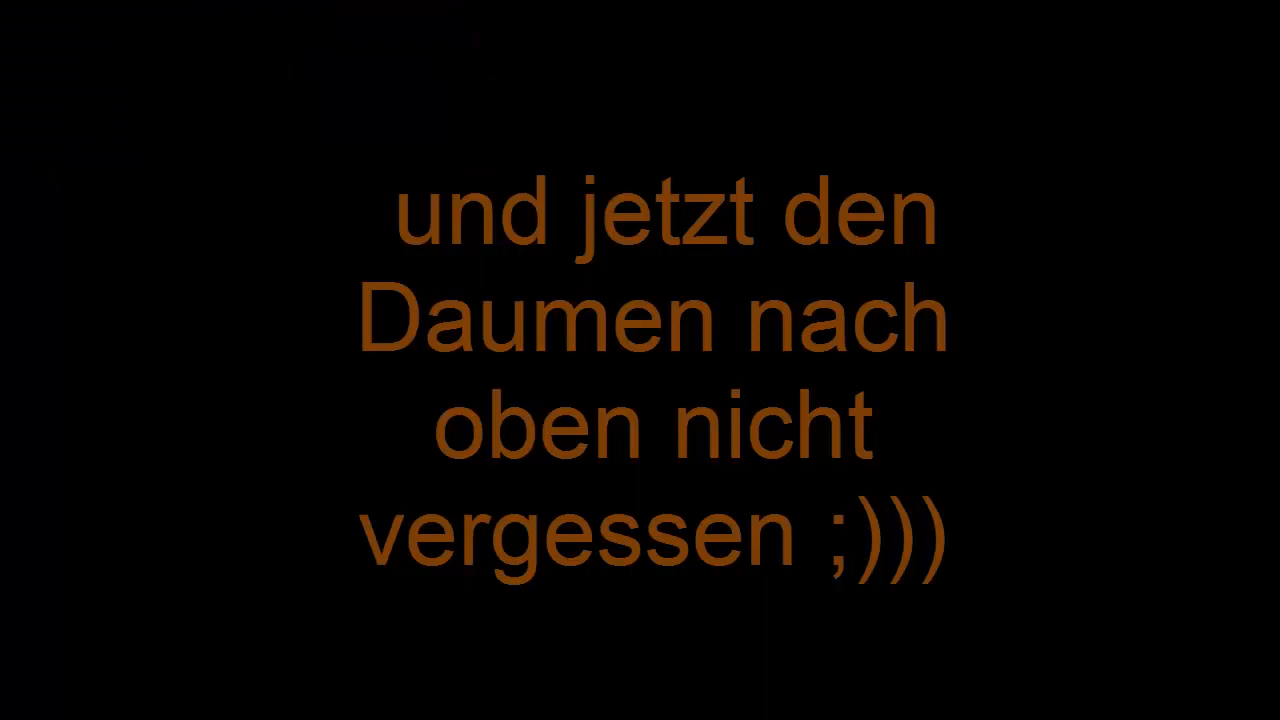 und jetzt den
Daumen nach
oben nicht
vergessen ;)))